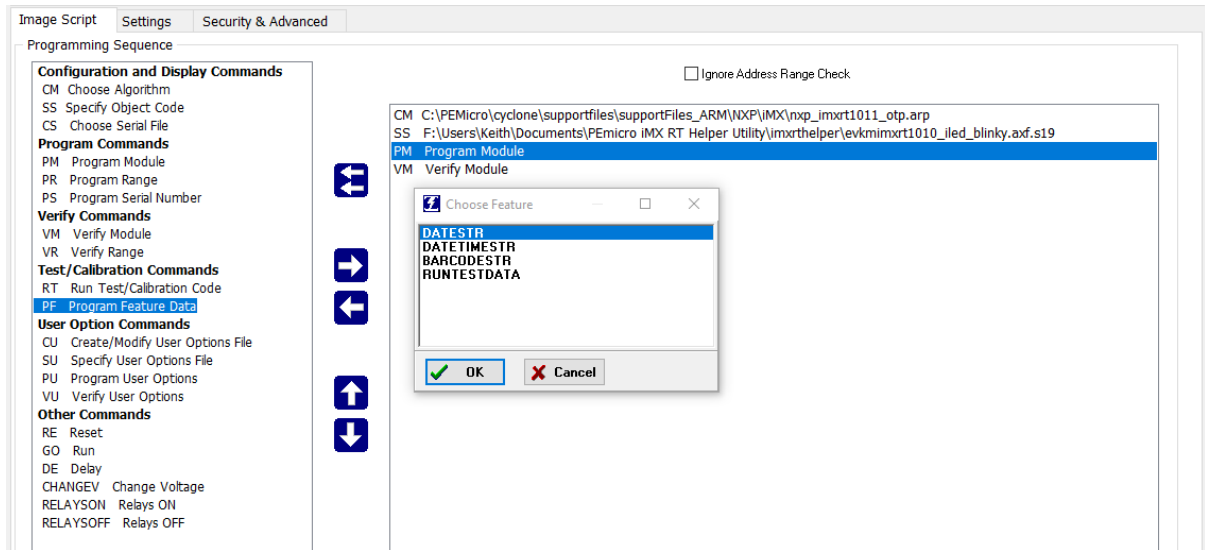 Image Script Settings Security & Advanced
Programming Sequence
Configuration and Display Commands
CM Choose Algorithm
SS Specify Object Code
CS Choose Serial File
Program Commands
PM Program Module
PR Program Range
PS Program Serial Number
Verify Commands
VM Verify Module
VR Verify Range
Test/Calibration Commands
RT Run Test/Calibration Code
PF Program Feature Data
User Option Commands
CU Create/Modify User Options File
SU Specify User Options File
PU Program User Options
VU Verify User Options
Other Commands
RE Reset
GO Run
DE Delay
CHANGEV Change Voltage
RELAYSON Relays ON
RELAYSOFF Relays OFF
Ignore Address Range Check
CM C:\PEMicro\cyclone\supportfiles\supportFiles_ARM\NXP\iMX\nxp_imxrt1011_otp.arp
SS F:\Users\Keith\Documents\PEmicro iMX RT Helper Utility\imxrthelper\evkmimxrt1010_iled_blinky.axf.s19
PM Program Module
VM Verify Module
Choose Feature
DATESTR
DATETIMESTR
BARCODESTR
RUNTESTDATA
OK Cancel